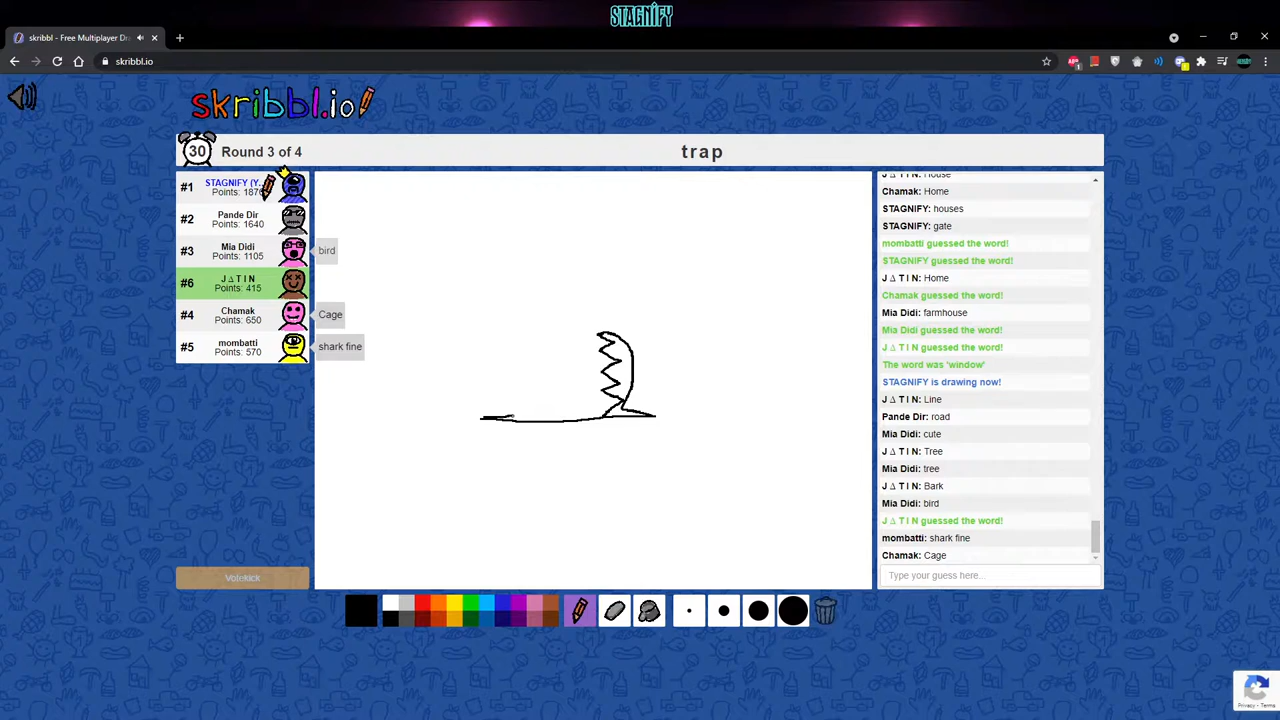 STAGNIFY
skribbl - Free Multiplayer Dr
skribbl.io
skribbl.io!
30
Round 3 of 4
trap
#1
STAGNIFY (Y
Points: 1876
#2
Pande Dir
Points: 1640
#3
Mia Didi
Points: 1105
bird
#6
J Δ T I N
Points: 415
#4
Chamak
Points: 650
Cage
#5
mombatti
Points: 570
shark fine
Votekick
J Δ T I N: House
Chamak: Home
STAGNIFY: houses
STAGNIFY: gate
mombatti guessed the word!
STAGNIFY guessed the word!
J Δ T I N: Home
Chamak guessed the word!
Mia Didi: farmhouse
Mia Didi guessed the word!
J Δ T I N guessed the word!
The word was 'window'
STAGNIFY is drawing now!
J Δ T I N: Line
Pande Dir: road
Mia Didi: cute
J Δ T I N: Tree
Mia Didi: tree
J Δ T I N: Bark
Mia Didi: bird
J Δ T I N guessed the word!
mombatti: shark fine
Chamak: Cage
Type your guess here...
Privacy - Terms